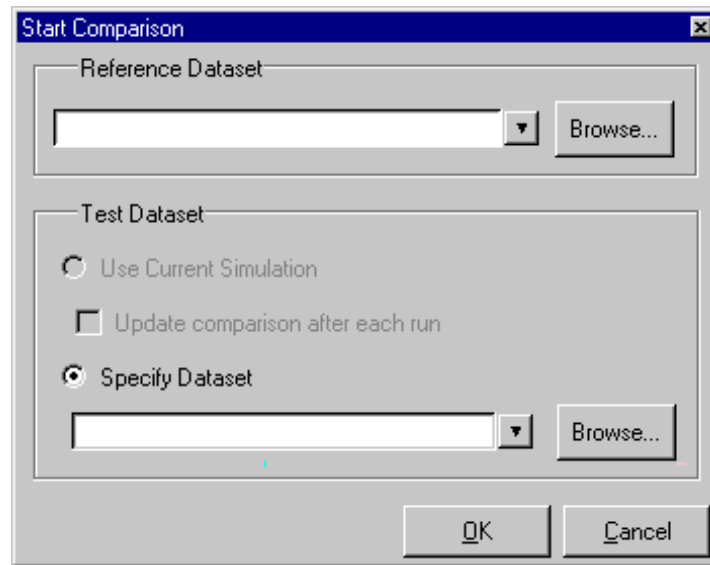 Start Comparison
Reference Dataset
Browse...
Test Dataset
Use Current Simulation
Update comparison after each run
Specify Dataset
Browse...
OK Cancel